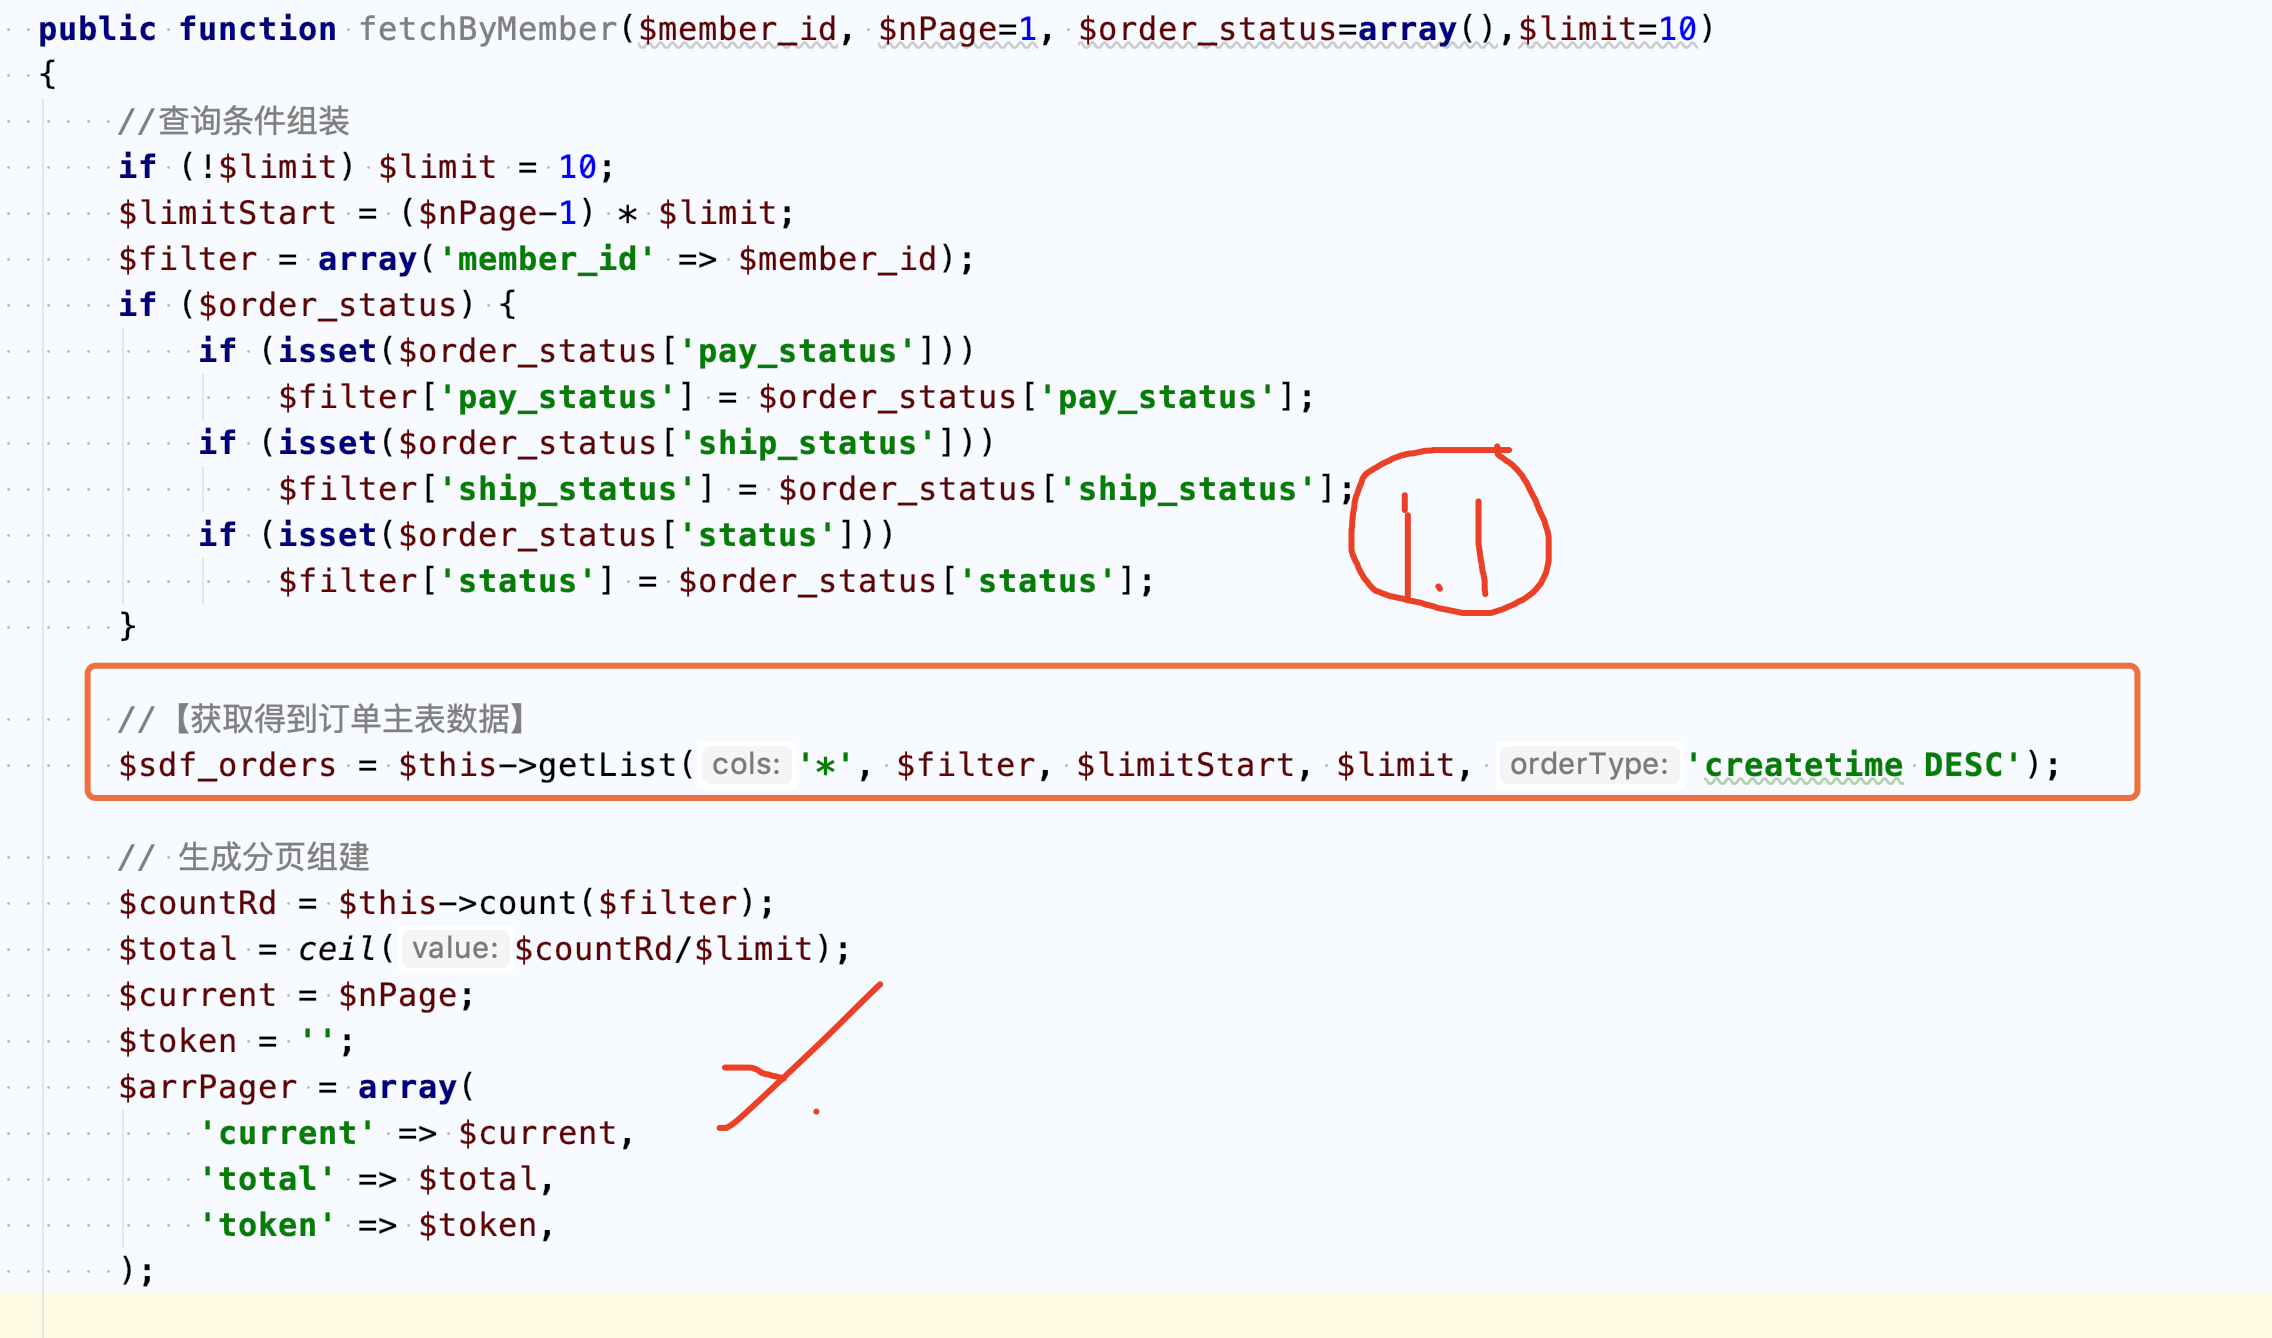 public function fetchByMember($member_id, $nPage=1, $order_status=array(),$limit=10)
{
//查询条件组装
if (!$limit) $limit = 10;
$limitStart = ($nPage-1) * $limit;
$filter = array('member_id' => $member_id);
if ($order_status) {
if (isset($order_status['pay_status']))
$filter['pay_status'] = $order_status['pay_status'];
if (isset($order_status['ship_status']))
$filter['ship_status'] = $order_status['ship_status'];
if (isset($order_status['status']))
$filter['status'] = $order_status['status'];
1.1
}
//【获取得到订单主表数据】
$sdf_orders = $this->getList( cols: '*', $filter, $limitStart, $limit, orderType: 'createtime DESC');
// 生成分页组建
$countRd = $this->count($filter);
$total = ceil( value: $countRd/$limit);
$current = $nPage;
$token = '';
$arrPager = array(
'current' => $current,
'total' => $total,
'token' => $token,
);